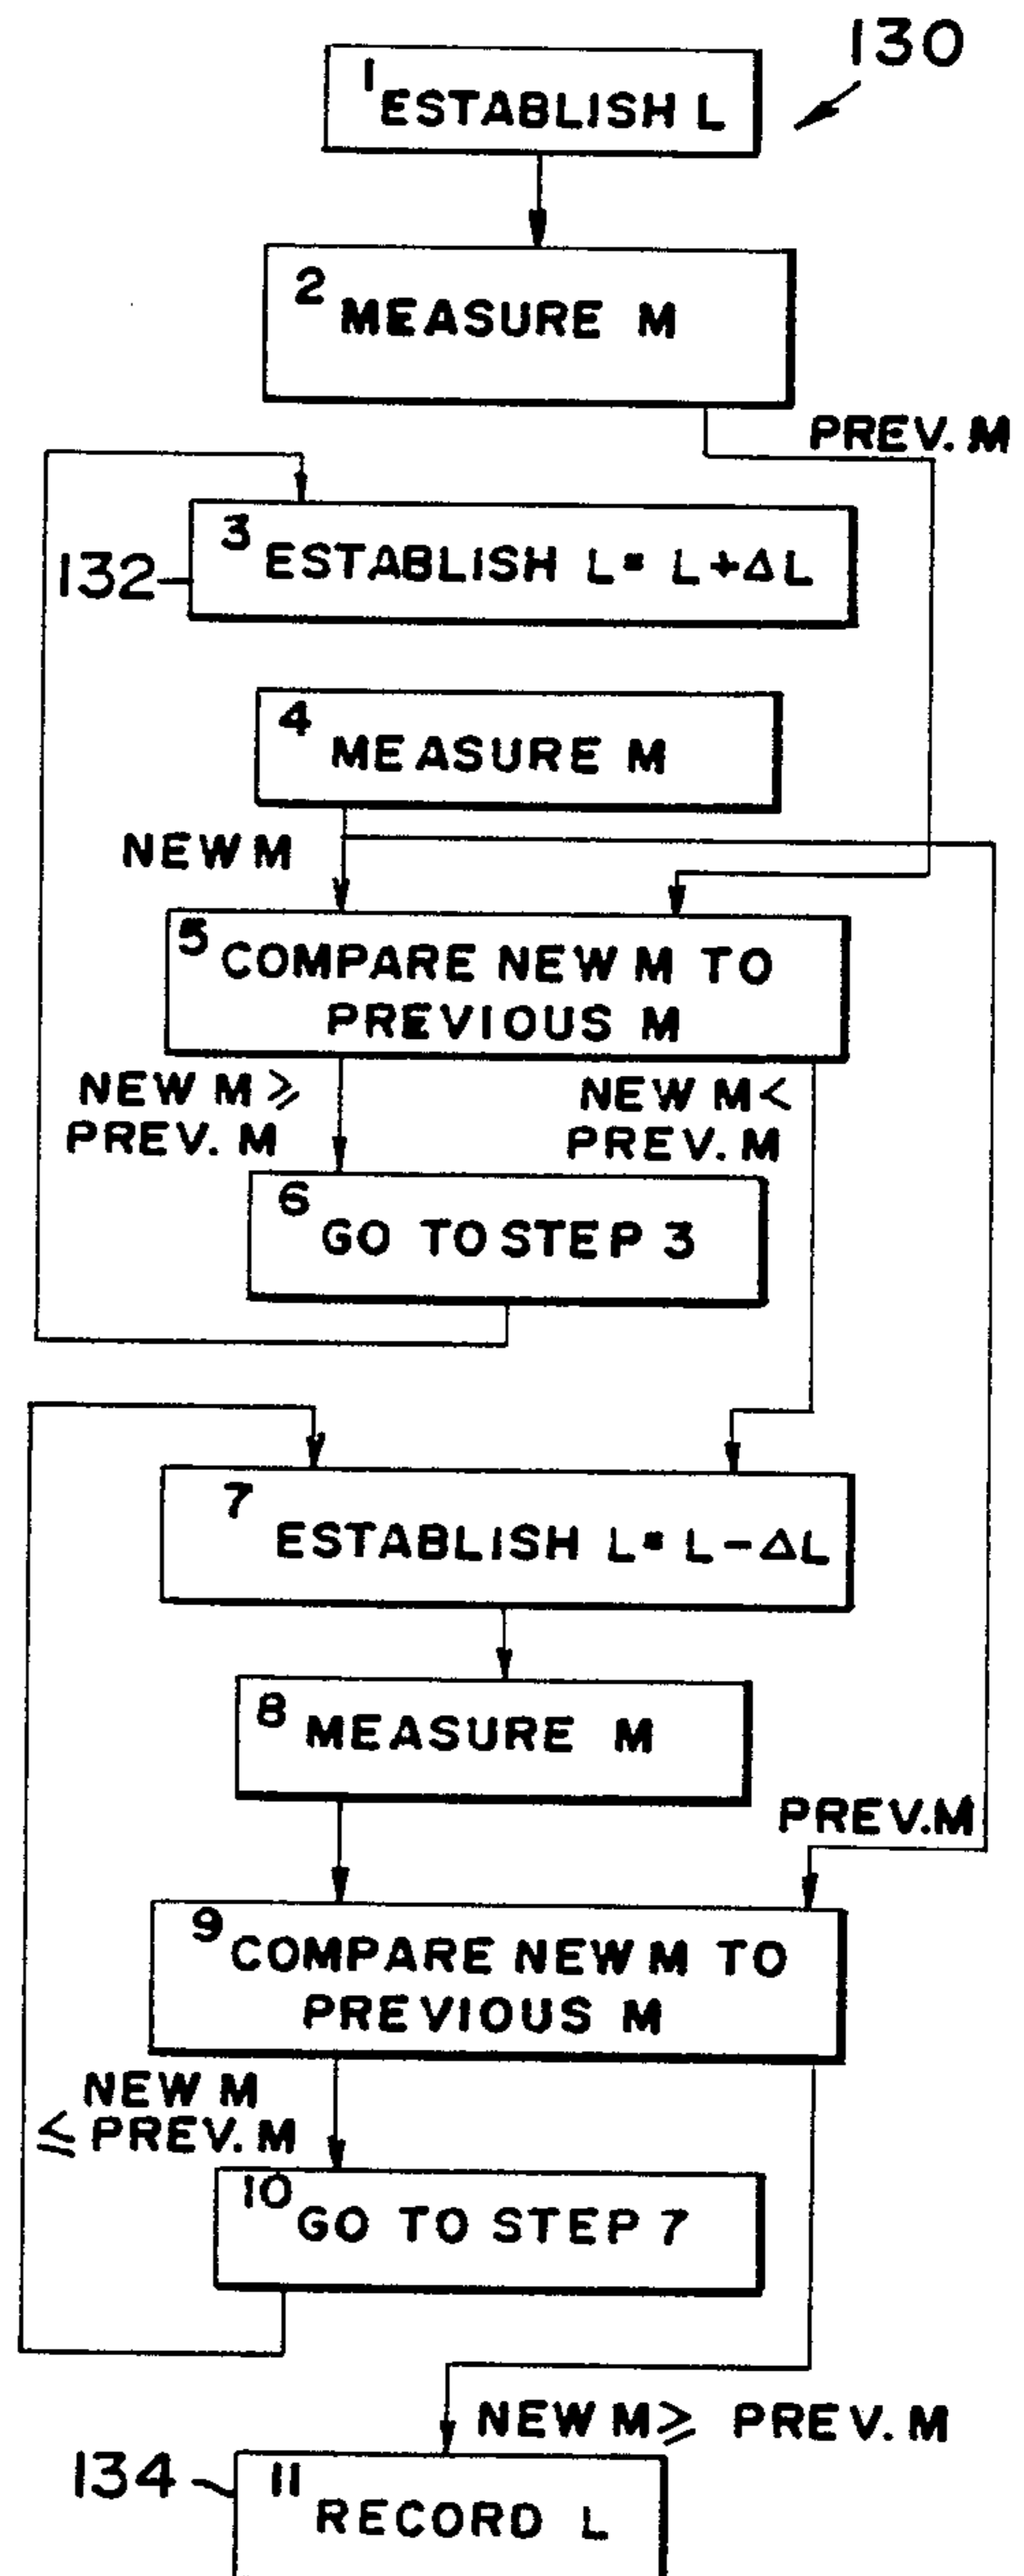 130
1 ESTABLISH L
2 MEASURE M
PREV. M
3 ESTABLISH L = L + Δ L
132
4 MEASURE M
NEW M
5 COMPARE NEW M TO
PREVIOUS M
NEW M ≥
PREV. M
NEW M <
PREV. M
6 GO TO STEP 3
7 ESTABLISH L = L - Δ L
8 MEASURE M
PREV. M
9 COMPARE NEW M TO
PREVIOUS M
NEW M
≤ PREV. M
10 GO TO STEP 7
NEW M ≥ PREV. M
134
11 RECORD L